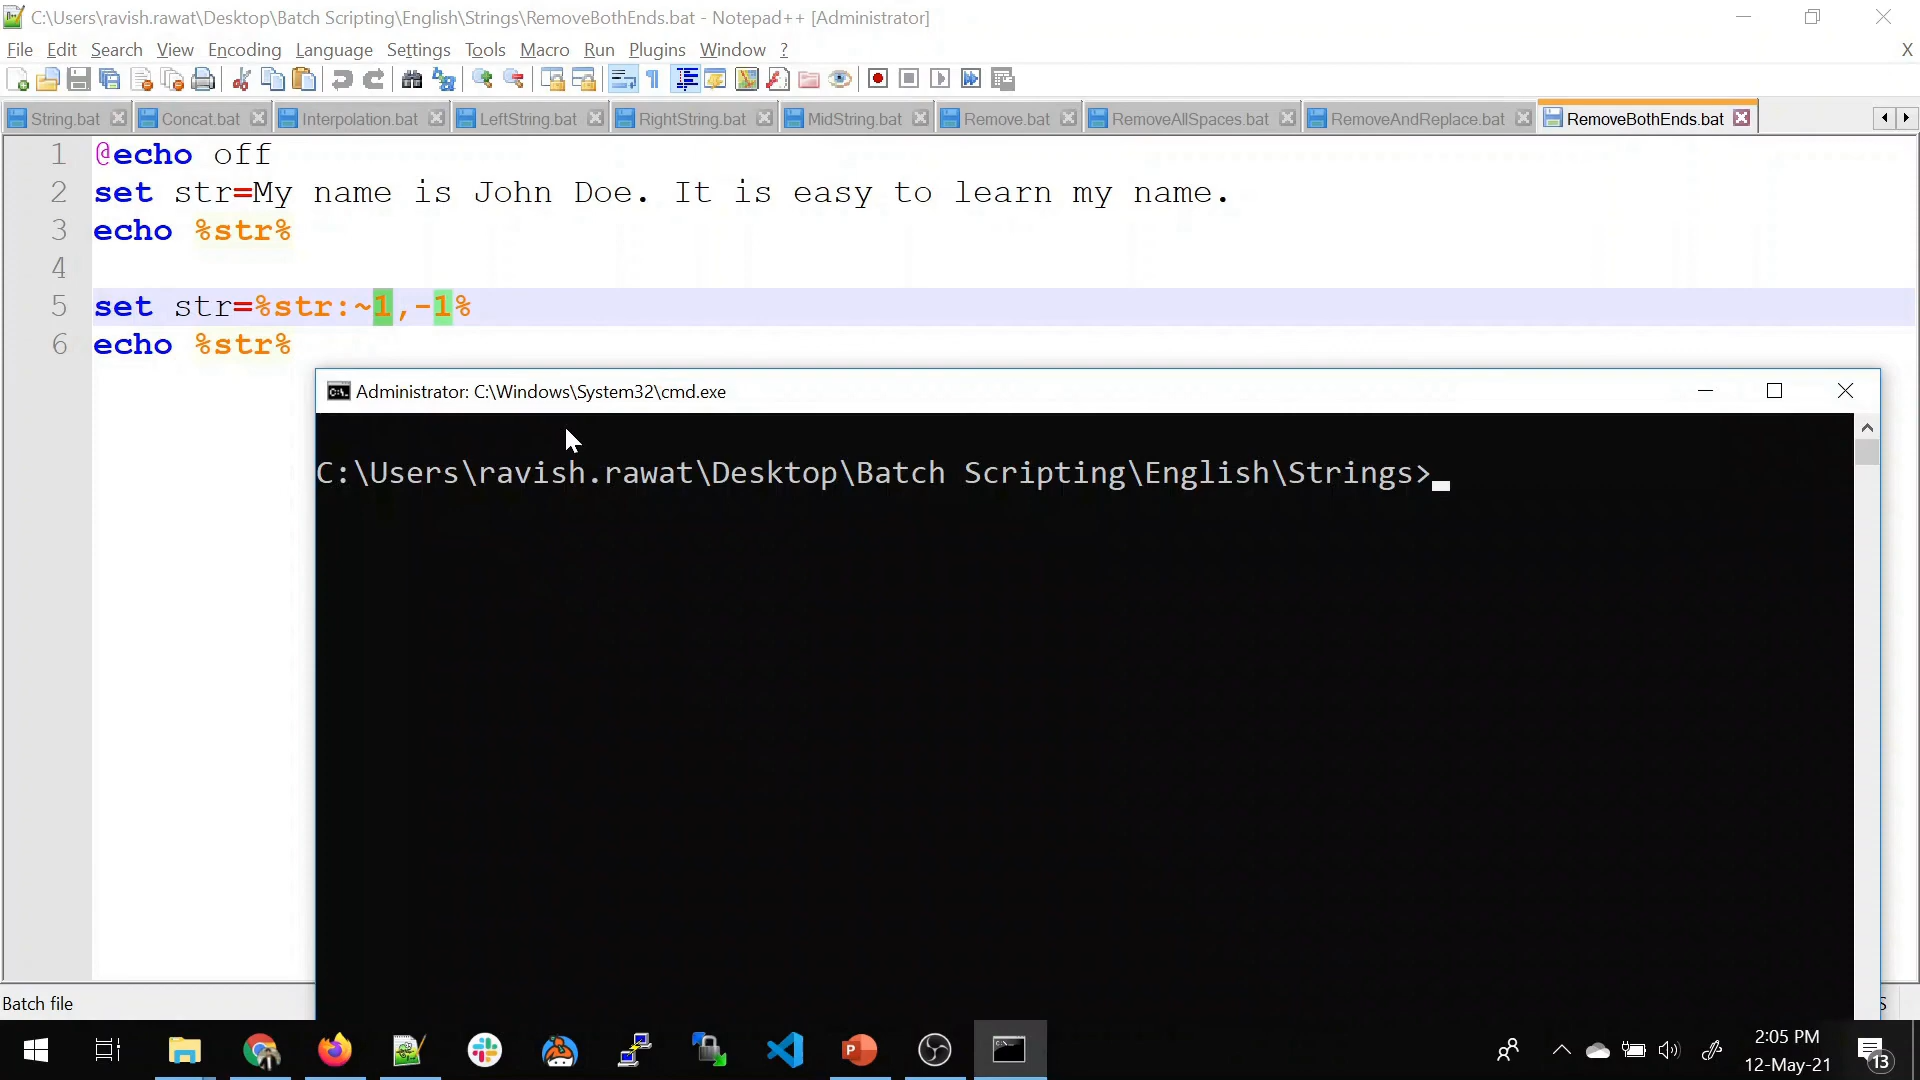 C:\Users\ravish.rawat\Desktop\Batch Scripting\English\Strings\RemoveBothEnds.bat - Notepad++ [Administrator]
File Edit Search View Encoding Language Settings Tools Macro Run Plugins Window ?
X
String.bat Concat.bat Interpolation.bat LeftString.bat RightString.bat MidString.bat Remove.bat RemoveAllSpaces.bat RemoveAndReplace.bat RemoveBothEnds.bat
1 @echo off
2 set str=My name is John Doe. It is easy to learn my name.
3 echo %str%
4
5 set str=%str:~1,-1%
6 echo %str%
Administrator: C:\Windows\System32\cmd.exe
C:\Users\ravish.rawat\Desktop\Batch Scripting\English\Strings>
Batch file
2:05 PM
12-May-21
13